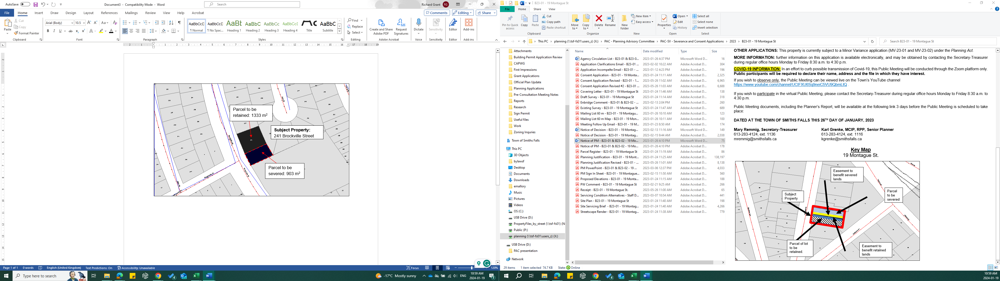 AutoSave
Document3 - Compatibility Mode - Word
Search
Richard Grant
RG
File
Home
Insert
Draw
Design
Layout
References
Mailings
Review
View
Help
Acrobat
Comments
Editing
Share
Paste
Cut
Copy
Format Painter
Arial (Body)
10.5
AaBbCcD
¶ Normal
AaBbCcD
¶ No Spac...
AaBb
Heading 1
AaBbC
Heading 2
AaBbCc
Heading 3
AaBbCcD
Heading 4
Title
AaBbC
Subtitle
Find
Replace
Select
Create and Share
Adobe PDF
Request
Signatures
Dictate
Sensitivity
Editor
Add-ins
Clipboard
Font
Paragraph
Styles
Editing
Adobe Acrobat
Voice
Sensitivity
Editor
Add-ins
Parcel to be
retained: 1333 m²
Subject Property:
241 Brockville Street
Parcel to be
severed: 903 m²
Page 1 of 1
0 words
English (United Kingdom)
Text Predictions: On
Accessibility: Unavailable
Focus
120%
Type here to search
-17°C Mostly sunny
ENG
10:59 AM
2024-01-19
B23-01 - 19 Montague St
File
Home
Share
View
Pin to Quick
access
Copy
Paste
Cut
Copy path
Paste shortcut
Move
to
Copy
to
Delete
Rename
New
folder
New item
Easy access
Properties
Open
Edit
History
Select all
Select none
Invert selection
Clipboard
Organize
New
Open
Select
This PC
planning (\\tsf-fs01\users_z) (X:)
PAC - Planning Advisory Committee
PAC-SV - Severance and Consent Applications
2023
B23-01 - 19 Montague St
Search B23-01 - 19 Montague St
Attachments
Building Permit Application Review
CAPWG
First Impressions
Grant Applications
Official Plan Update
Planning Applications
Pre-Consultation Meeting Notes
Reports
Research
Sign Permit
Useful files
Work
Zoning Inquries
Town of Smiths Falls
This PC
3D Objects
bylawsf
Desktop
Documents
Downloads
emallory
Music
Pictures
Videos
OS (C:)
USB Drive (D:)
PropertyFiles_by_street (\\tsf-fs01) (N
Public (P:)
planning (\\tsf-fs01\users_z) (X:)
USB Drive (D:)
PAC presentation
Network
Name Date modified Type Size
Agency Circulation List - B23-01 & B23-0... 2023-01-26 4:37 PM Microsoft Word D... 16
Application Clarifications Email - B23-01 ... 2023-02-02 10:22 AM Adobe Acrobat D... 304
Application Incompelte Email - B23-01 - ... 2023-01-12 4:23 PM Adobe Acrobat D... 196
Consent Application - B23-01 - 19 Monta... 2023-01-24 11:11 AM Adobe Acrobat D... 2,325
Consent Application Revised - B23-01 - 1... 2023-05-26 11:02 AM Adobe Acrobat D... 6,965
Consent Application Revised #2 - B23-01 ... 2023-05-26 11:03 AM Adobe Acrobat D... 6,688
Covering Letter - B23-01 - 19 Montague St 2023-01-24 11:46 AM Adobe Acrobat D... 138
Draft Survey - B23-01 - 19 Montague St 2023-01-24 11:14 AM Adobe Acrobat D... 318
Enbridge Comment - B23-01 & B23-02 - ... 2023-02-13 2:04 PM Adobe Acrobat D... 260
Existing Survey - B23-01 - 19 Montague St 2023-01-24 11:47 AM Adobe Acrobat D... 689
Mailing List 60 m - B23-01 - 19 Montagu... 2023-01-26 10:10 AM Adobe Acrobat D... 123
Mailing List 60 m Map - B23-01 - 19 Mon... 2023-01-26 10:11 AM Adobe Acrobat D... 100
Meeting Follow Up Email - B23-01 - 19 M... 2023-01-23 8:50 AM Adobe Acrobat D... 174
Notice of Decision - B23-01 - 19 Montag... 2023-02-13 11:16 AM Microsoft Word D... 149
Notice of Decision - B23-01 - 19 Montag... 2023-02-15 9:44 AM Adobe Acrobat D... 2,038
Notice of PM - B23-01 & B23-02 - 19 Mo... 2023-01-26 4:10 PM Microsoft Word D... 75
Notice of PM - B23-01 & B23-02 - 19 Mo... 2023-01-26 4:10 PM Adobe Acrobat D... 178
Parcel Register - B23-01 - 19 Montague St 2023-01-24 11:19 AM Adobe Acrobat D... 86
Planning Justification - B23-01 - 19 Mont... 2023-01-24 11:25 AM Adobe Acrobat D... 138,197
Planning Justification Revised - B23-01 - ... 2023-05-26 11:01 AM Adobe Acrobat D... 8,138
PM PowerPoint - B23-01 & B23-02 - 19 ... 2023-03-06 12:37 PM Adobe Acrobat D... 4,033
PM Sign In Sheet - B23-01 - 19 Montague... 2023-02-15 11:50 AM Adobe Acrobat D... 560
Proposed Elevations - B23-01 - 19 Monta... 2023-01-24 11:15 AM Adobe Acrobat D... 188
PW Comment - B23-01 - 19 Montague St 2023-02-21 9:25 AM Adobe Acrobat D... 266
Receipt - B23-01 - 19 Montague St. 2023-05-26 11:00 AM Adobe Acrobat D... 65
Servicing Condition Alternatives - Staff D... 2023-03-07 10:54 AM Adobe Acrobat D... 441
Site Plan - B23-01 - 19 Montague St 2023-01-24 11:40 AM Adobe Acrobat D... 198
Site Servicing Brief - B23-01 - 19 Montag... 2023-01-24 11:40 AM Adobe Acrobat D... 4,266
Streetscape Render - B23-01 - 19 Montag... 2023-01-24 11:38 AM Adobe Acrobat D... 779
29 items
1 item selected 74.7 KB
State: Online
OTHER APPLICATIONS: This property is currently subject to a Minor Variance application (MV-23-01 and MV-23-02) under the Planning Act.
MORE INFORMATION: further information on this application is available electronically, and may be obtained by contacting the Secretary-Treasurer
during regular office hours Monday to Friday 8:30 a.m. to 4:30 p.m.
COVID-19 INFORMATION: In an effort to curb possible transmission of Covid-19, this Public Meeting will be conducted through the Zoom platform only.
Public participants will be required to declare their name, address and the file in which they have interest.
If you wish to observe only, the Public Meeting can be viewed live on the Town's YouTube channel
https://www.youtube.com/channel/UCIFXU6Sq9neiC5VU9QbmLtQ .
If you wish to participate in the virtual Public Meeting, please contact the Secretary-Treasurer during regular office hours Monday to Friday 8:30 a.m. to
4:30 p.m.
Public Meeting documents, including the Planner's Report, will be available at the following link 3 days before the Public Meeting is scheduled to take
place:
DATED AT THE TOWN OF SMITHS FALLS THIS 26TH DAY OF JANUARY, 2023
Mary Remmig, Secretary-Treasurer
613-283-4124, ext. 1136
mremmig@smithsfalls.ca
Karl Grenke, MCIP, RPP, Senior Planner
613-283-4124, ext. 1116
kgrenke@smithsfalls.ca
Key Map
19 Montague St.
Easement to
benefit severed
lands
Subject
Property
Parcel
to be
severed
Parcel of lot
to be
retained.
Easement to
benefit retained
lands
10:59 AM
2024-01-19